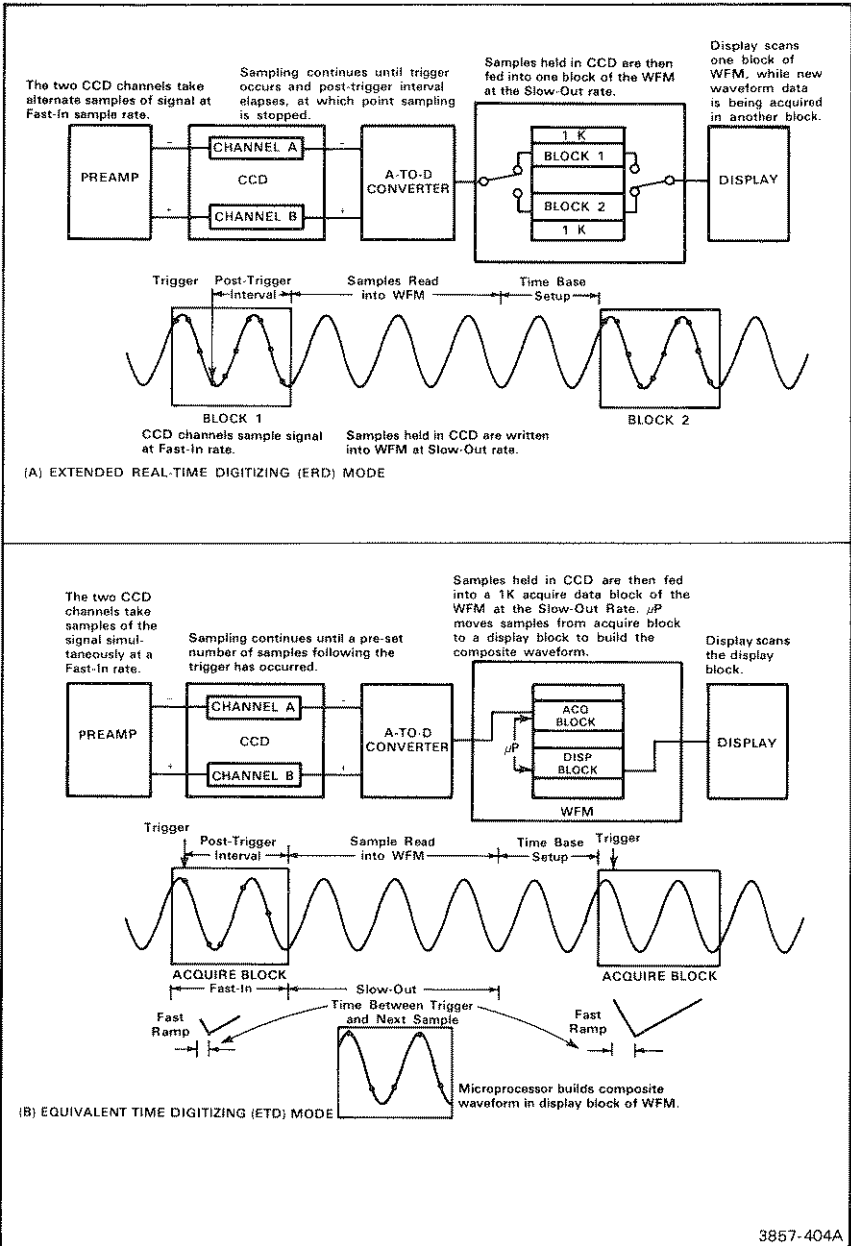 The two CCD channels take
alternate samples of signal at
Fast-In sample rate.
Sampling continues until trigger
occurs and post-trigger interval
elapses, at which point sampling
is stopped.
Samples held in CCD are then
fed into one block of the WFM
at the Slow-Out rate.
Display scans
one block of
WFM, while new
waveform data
is being acquired
in another block.
PREAMP
-
+
CHANNEL A
CCD
CHANNEL B
-
+
A-TO-D
CONVERTER
1 K
BLOCK 1
BLOCK 2
1 K
DISPLAY
Trigger
Post-Trigger
Interval
Samples Read
into WFM
Time Base
Setup
BLOCK 1
BLOCK 2
CCD channels sample signal
at Fast-In rate.
Samples held in CCD are written
into WFM at Slow-Out rate.
(A) EXTENDED REAL-TIME DIGITIZING (ERD) MODE
The two CCD
channels take
samples of the
signal simul-
taneously at a
Fast-In rate.
Sampling continues until a pre-set
number of samples following the
trigger has occurred.
Samples held in CCD are then fed
into a 1K acquire data block of the
WFM at the Slow-Out Rate. μP
moves samples from acquire block
to a display block to build the
composite waveform.
Display scans
the display
block.
PREAMP
-
+
CHANNEL A
CCD
CHANNEL B
-
+
A-TO-D
CONVERTER
μP
ACQ
BLOCK
DISP
BLOCK
WFM
DISPLAY
Trigger
Post-Trigger
Interval
Sample Read
into WFM
Time Base
Setup
Trigger
ACQUIRE BLOCK
ACQUIRE BLOCK
Fast-In
Slow-Out
Fast
Ramp
Time Between Trigger
and Next Sample
Fast
Ramp
Microprocessor builds composite
waveform in display block of WFM.
(B) EQUIVALENT TIME DIGITIZING (ETD) MODE
3857-404A